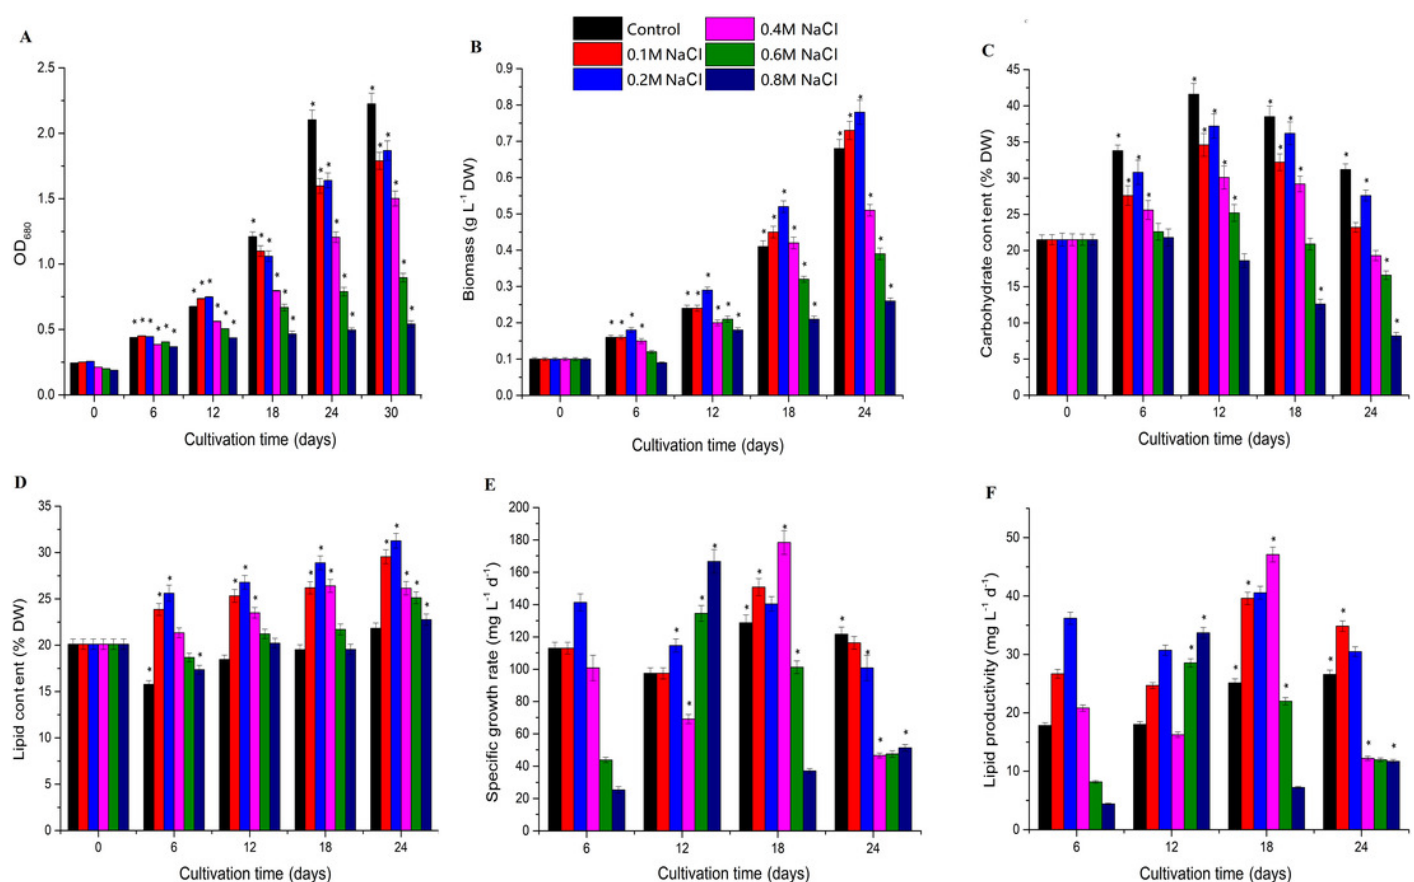 A
OD680
2.5
2.0
1.5
1.0
0.5
0.0
0 6 12 18 24 30
Cultivation time (days)
B
Control
0.1M NaCl
0.2M NaCl
0.4M NaCl
0.6M NaCl
0.8M NaCl
Biomass (g L-1 DW)
0.9
0.8
0.7
0.6
0.5
0.4
0.3
0.2
0.1
0.0
0 6 12 18 24
Cultivation time (days)
C
Carbohydrate content (% DW)
45
40
35
30
25
20
15
10
5
0
0 6 12 18 24
Cultivation time (days)
D
Lipid content (% DW)
35
30
25
20
15
10
5
0
0 6 12 18 24
Cultivation time (days)
E
Specific growth rate (mg L-1 d-1)
200
180
160
140
120
100
80
60
40
20
0
6 12 18 24
Cultivation time (days)
F
Lipid productivity (mg L-1 d-1)
50
40
30
20
10
0
6 12 18 24
Cultivation time (days)